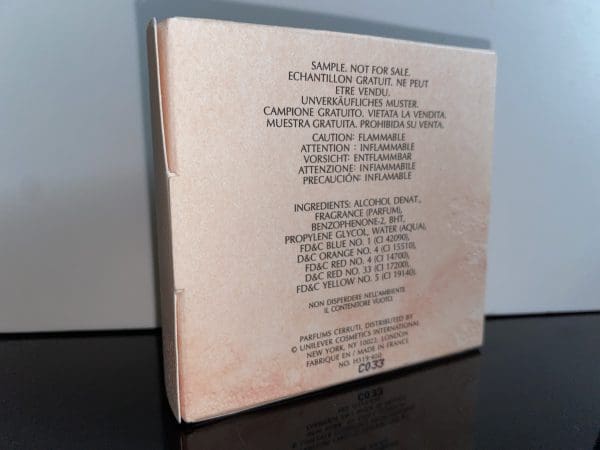 SAMPLE. NOT FOR SALE.
ECHANTILLON GRATUIT. NE PEUT
ETRE VENDU.
UNVERKÄUFLICHES MUSTER.
CAMPIONE GRATUITO. VIETATA LA VENDITA.
MUESTRA GRATUITA. PROHIBIDA SU VENTA.
CAUTION: FLAMMABLE
ATTENTION : INFLAMMABLE
VORSICHT: ENTFLAMMBAR
ATTENZIONE: INFIAMMABILE
PRECAUCIÓN: INFLAMABLE
INGREDIENTS: ALCOHOL DENAT.,
FRAGRANCE (PARFUM),
BENZOPHENONE-2, BHT,
PROPYLENE GLYCOL, WATER (AQUA),
FD&C BLUE NO. 1 (CI 42090),
D&C ORANGE NO. 4 (CI 15510),
FD&C RED NO. 4 (CI 14700),
D&C RED NO. 33 (CI 17200),
FD&C YELLOW NO. 5 (CI 19140).
NON DISPERDERE NELL'AMBIENTE
IL CONTENITORE VUOTO.
PARFUMS CERRUTI, DISTRIBUTED BY
© UNILEVER COSMETICS INTERNATIONAL
NEW YORK, NY 10022, LONDON
FABRIQUE EN / MADE IN FRANCE
NO. H519-400
C033